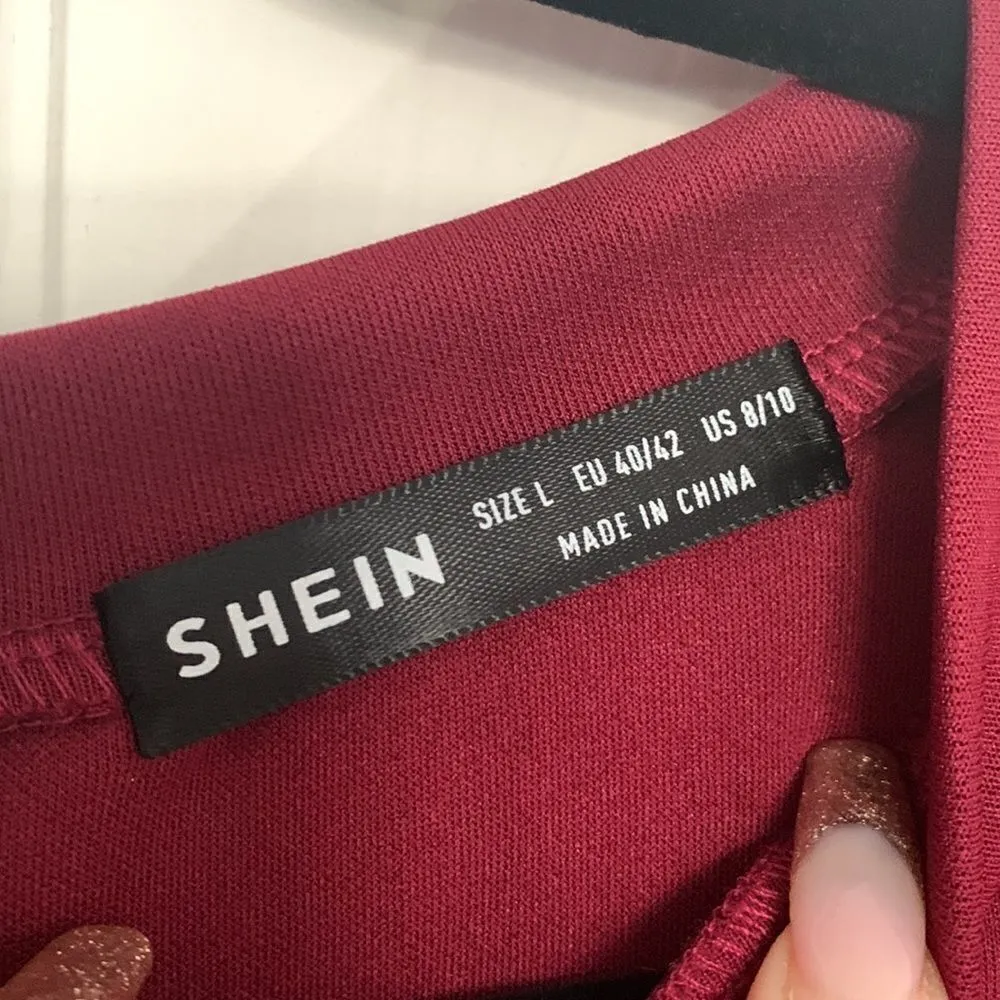 SHEIN
SIZE L EU 40/42 US 8/10
MADE IN CHINA